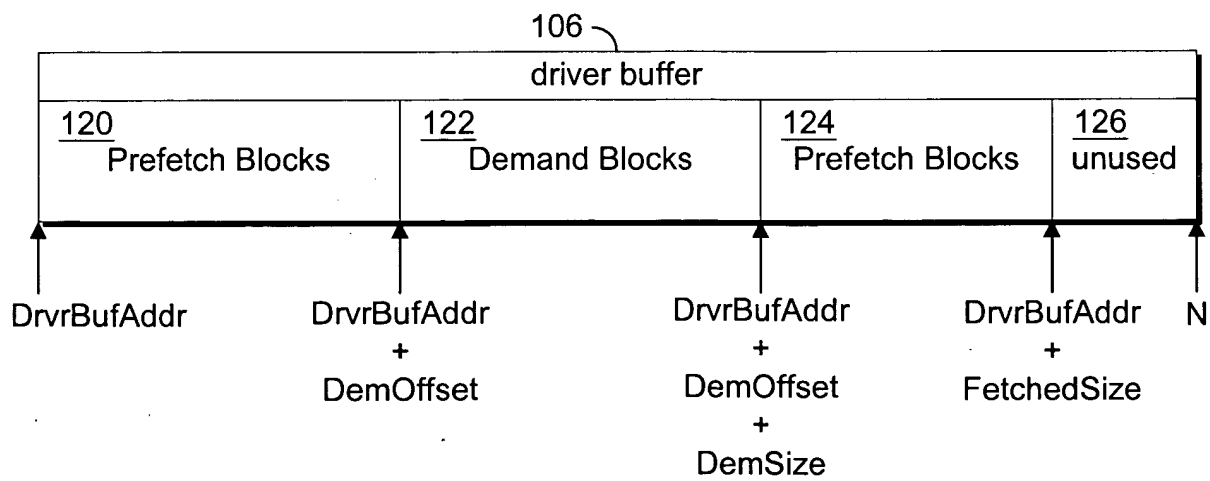 106
driver buffer
120
Prefetch Blocks
122
Demand Blocks
124
Prefetch Blocks
126
unused
DrvrBufAddr
DrvrBufAddr
+
DemOffset
DrvrBufAddr
+
DemOffset
+
DemSize
DrvrBufAddr
+
FetchedSize
N